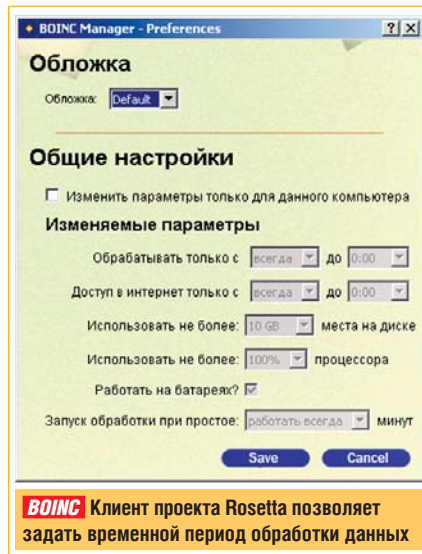 BOINC Manager - Preferences
Обложка
Обложка: Default
Общие настройки
Изменить параметры только для данного компьютера
Изменяемые параметры
Обрабатывать только с всегда до 0:00
Доступ в интернет только с всегда до 0:00
Использовать не более: 10 GB места на диске
Использовать не более: 100% процессора
Работать на батареях?
Запуск обработки при простое: работать всегда минут
Save Cancel
BOINC Клиент проекта Rosetta позволяет
задать временной период обработки данных